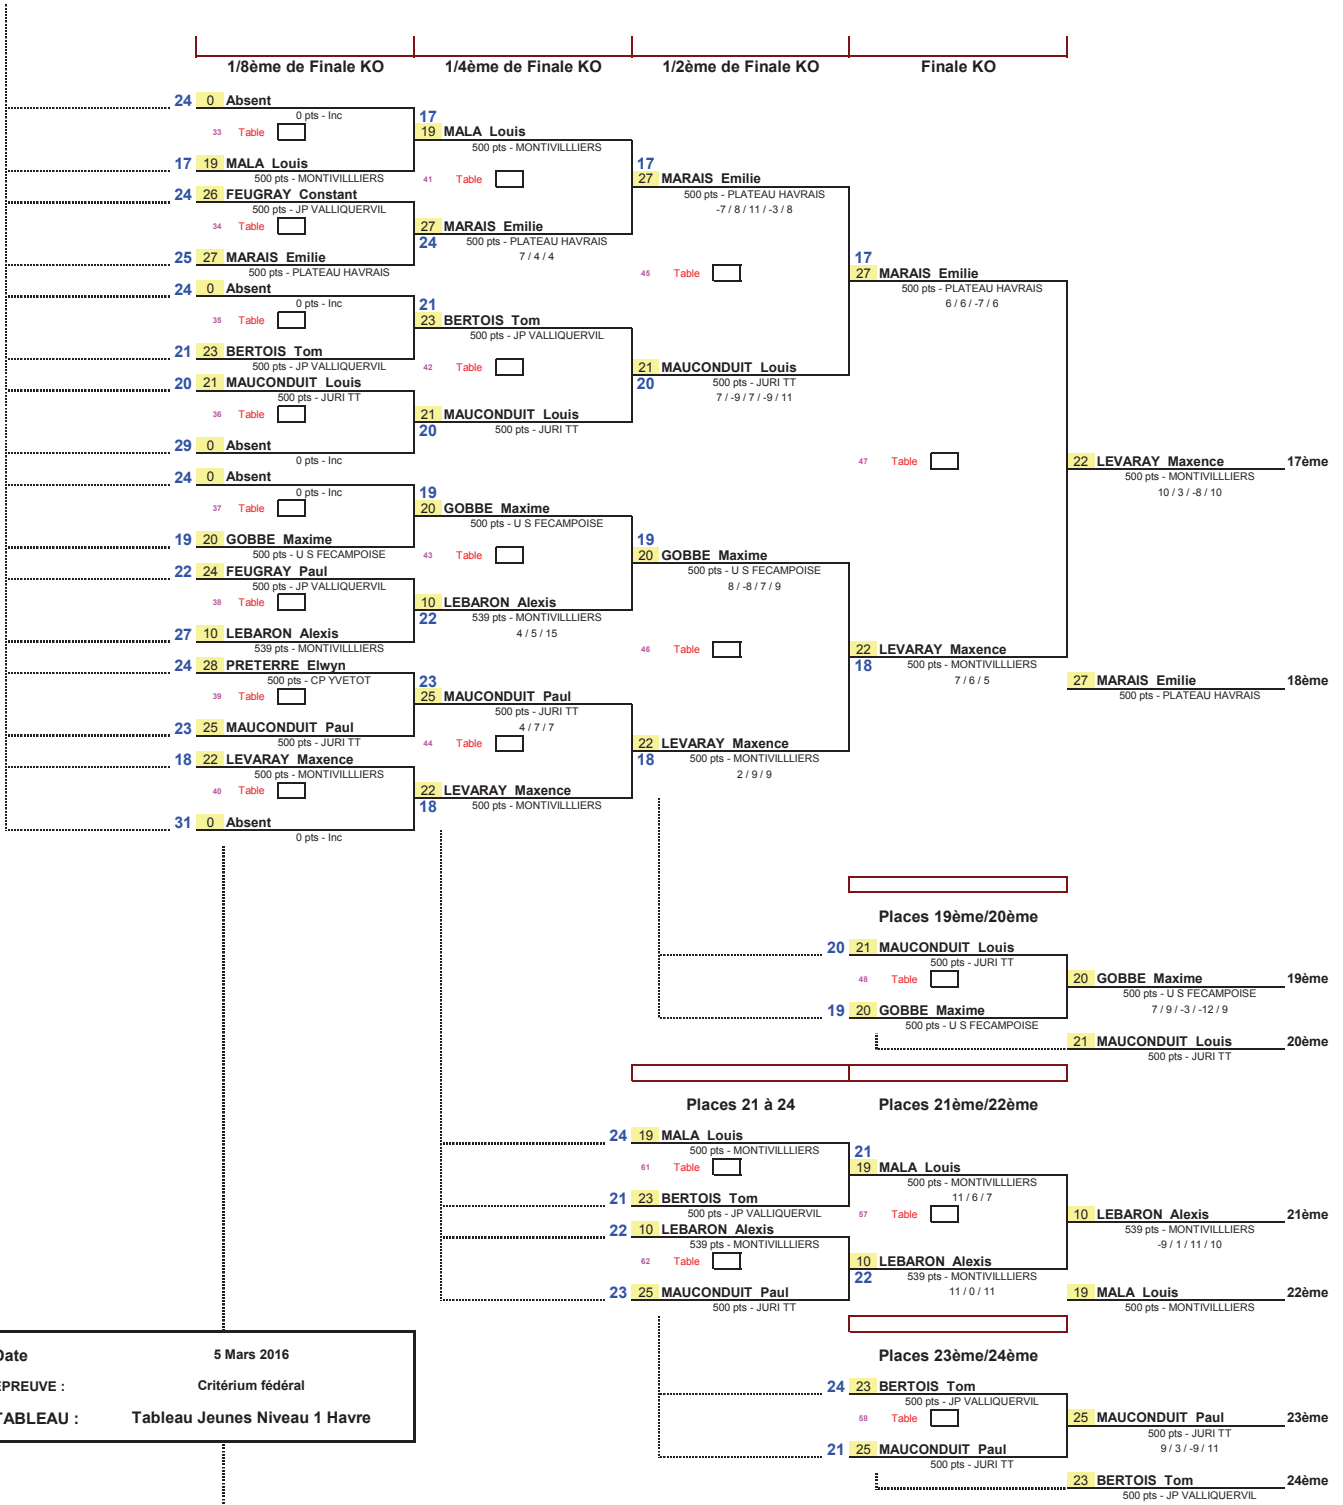 1/8ème de Finale KO 1/4ème de Finale KO 1/2ème de Finale KO Finale KO
24 0 Absent
0 pts - Inc
33 Table
17 19 MALA Louis
500 pts - MONTIVILLLIERS
24 26 FEUGRAY Constant
500 pts - JP VALLIQUERVIL
34 Table
25 27 MARAIS Emilie
500 pts - PLATEAU HAVRAIS
24 0 Absent
0 pts - Inc
35 Table
21 23 BERTOIS Tom
500 pts - JP VALLIQUERVIL
20 21 MAUCONDUIT Louis
500 pts - JURI TT
36 Table
29 0 Absent
0 pts - Inc
24 0 Absent
0 pts - Inc
37 Table
19 20 GOBBE Maxime
500 pts - U S FECAMPOISE
22 24 FEUGRAY Paul
500 pts - JP VALLIQUERVIL
38 Table
27 10 LEBARON Alexis
539 pts - MONTIVILLLIERS
24 28 PRETERRE Elwyn
500 pts - CP YVETOT
39 Table
23 25 MAUCONDUIT Paul
500 pts - JURI TT
18 22 LEVARAY Maxence
500 pts - MONTIVILLLIERS
40 Table
31 0 Absent
0 pts - Inc
17
19 MALA Louis
500 pts - MONTIVILLLIERS
41 Table
27 MARAIS Emilie
24 500 pts - PLATEAU HAVRAIS
7 / 4 / 4
21
23 BERTOIS Tom
500 pts - JP VALLIQUERVIL
42 Table
21 MAUCONDUIT Louis
20 500 pts - JURI TT
19
20 GOBBE Maxime
500 pts - U S FECAMPOISE
43 Table
10 LEBARON Alexis
22 539 pts - MONTIVILLLIERS
4 / 5 / 15
23
25 MAUCONDUIT Paul
500 pts - JURI TT
4 / 7 / 7
44 Table
22 LEVARAY Maxence
18 500 pts - MONTIVILLLIERS
17
27 MARAIS Emilie
500 pts - PLATEAU HAVRAIS
-7 / 8 / 11 / -3 / 8
45 Table
21 MAUCONDUIT Louis
20 500 pts - JURI TT
7 / -9 / 7 / -9 / 11
19
20 GOBBE Maxime
500 pts - U S FECAMPOISE
8 / -8 / 7 / 9
46 Table
22 LEVARAY Maxence
18 500 pts - MONTIVILLLIERS
2 / 9 / 9
17
27 MARAIS Emilie
500 pts - PLATEAU HAVRAIS
6 / 6 / -7 / 6
47 Table
22 LEVARAY Maxence
18 500 pts - MONTIVILLLIERS
7 / 6 / 5
22 LEVARAY Maxence 17ème
500 pts - MONTIVILLLIERS
10 / 3 / -8 / 10
27 MARAIS Emilie 18ème
500 pts - PLATEAU HAVRAIS
Places 19ème/20ème
20 21 MAUCONDUIT Louis
500 pts - JURI TT
48 Table
19 20 GOBBE Maxime
500 pts - U S FECAMPOISE
20 GOBBE Maxime 19ème
500 pts - U S FECAMPOISE
7 / 9 / -3 / -12 / 9
21 MAUCONDUIT Louis 20ème
500 pts - JURI TT
Places 21 à 24 Places 21ème/22ème
24 19 MALA Louis
500 pts - MONTIVILLLIERS
61 Table
21 23 BERTOIS Tom
500 pts - JP VALLIQUERVIL
22 10 LEBARON Alexis
539 pts - MONTIVILLLIERS
62 Table
23 25 MAUCONDUIT Paul
500 pts - JURI TT
21
19 MALA Louis
500 pts - MONTIVILLLIERS
11 / 6 / 7
57 Table
10 LEBARON Alexis
22 539 pts - MONTIVILLLIERS
11 / 0 / 11
10 LEBARON Alexis 21ème
539 pts - MONTIVILLLIERS
-9 / 1 / 11 / 10
19 MALA Louis 22ème
500 pts - MONTIVILLLIERS
Places 23ème/24ème
24 23 BERTOIS Tom
500 pts - JP VALLIQUERVIL
58 Table
21 25 MAUCONDUIT Paul
500 pts - JURI TT
25 MAUCONDUIT Paul 23ème
500 pts - JURI TT
9 / 3 / -9 / 11
23 BERTOIS Tom 24ème
500 pts - JP VALLIQUERVIL
Date 5 Mars 2016
EPREUVE : Critérium fédéral
TABLEAU : Tableau Jeunes Niveau 1 Havre